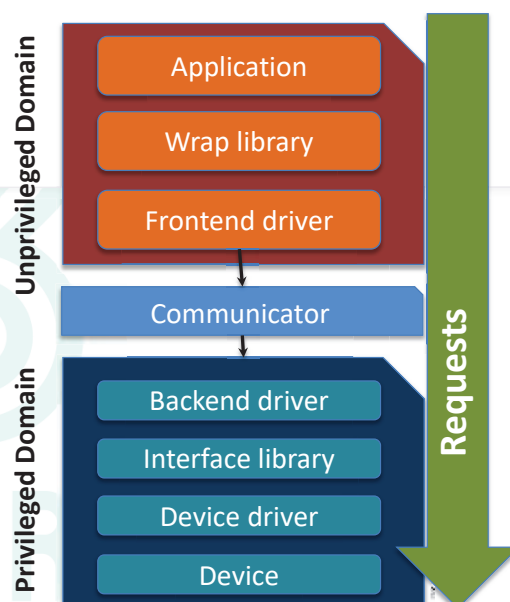 Unprivileged Domain
Application
Wrap library
Frontend driver
Communicator
Privileged Domain
Backend driver
Interface library
Device driver
Device
Requests